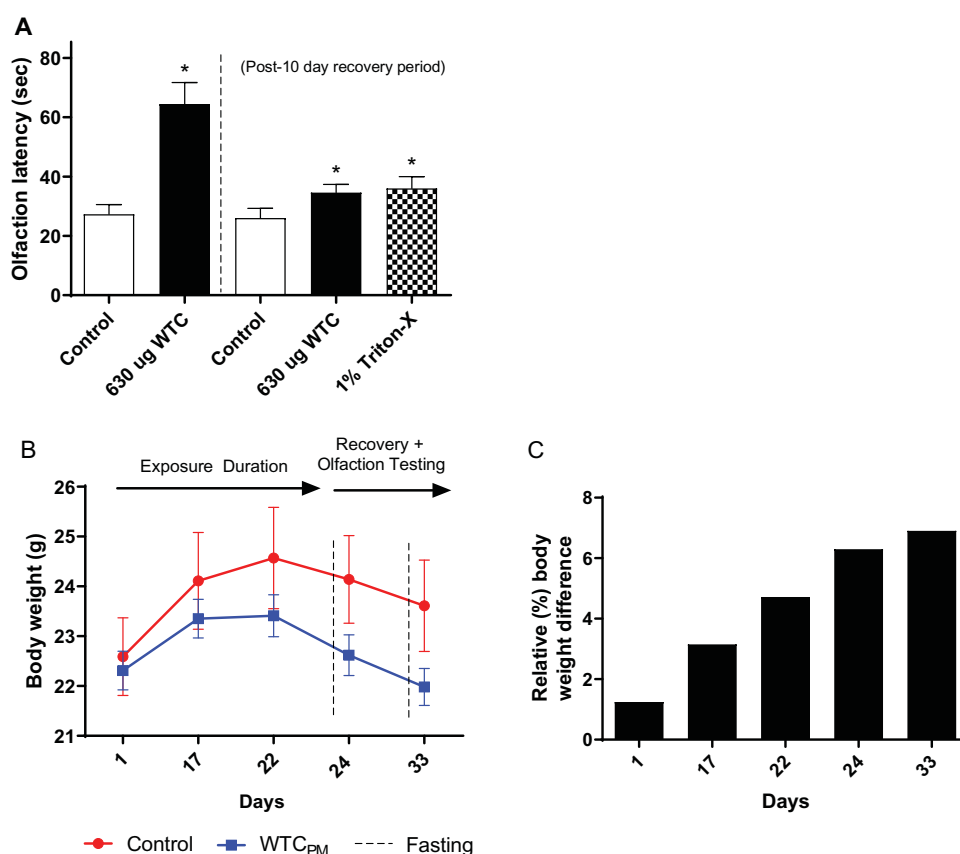 A
Olfaction latency (sec)
80
60
40
20
0
(Post-10 day recovery period)
*
*
*
Control
630 ug WTC
Control
630 ug WTC
1% Triton-X
B
Exposure Duration
Recovery +
Olfaction Testing
Body weight (g)
26
25
24
23
22
21
1
17
22
24
33
Days
Control
WTCPM
Fasting
C
Relative (%) body
weight difference
8
6
4
2
0
1
17
22
24
33
Days